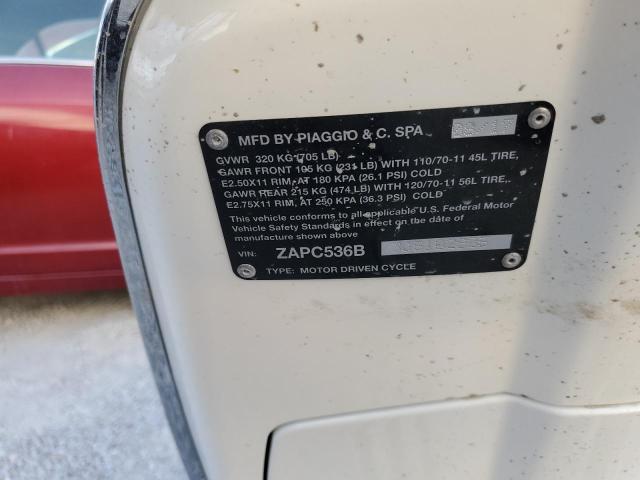 MFD BY PIAGGIO & C. SPA
GVWR 320 KG (705 LB)
GAWR FRONT 105 KG (231 LB) WITH 110/70-11 45L TIRE,
E2.50X11 RIM, AT 180 KPA (26.1 PSI) COLD
GAWR REAR 215 KG (474 LB) WITH 120/70-11 56L TIRE,
E2.75X11 RIM, AT 250 KPA (36.3 PSI) COLD
This vehicle conforms to all applicable U.S. Federal Motor
Vehicle Safety Standards in effect on the date of
manufacture shown above
VIN: ZAPC536B
TYPE: MOTOR DRIVEN CYCLE